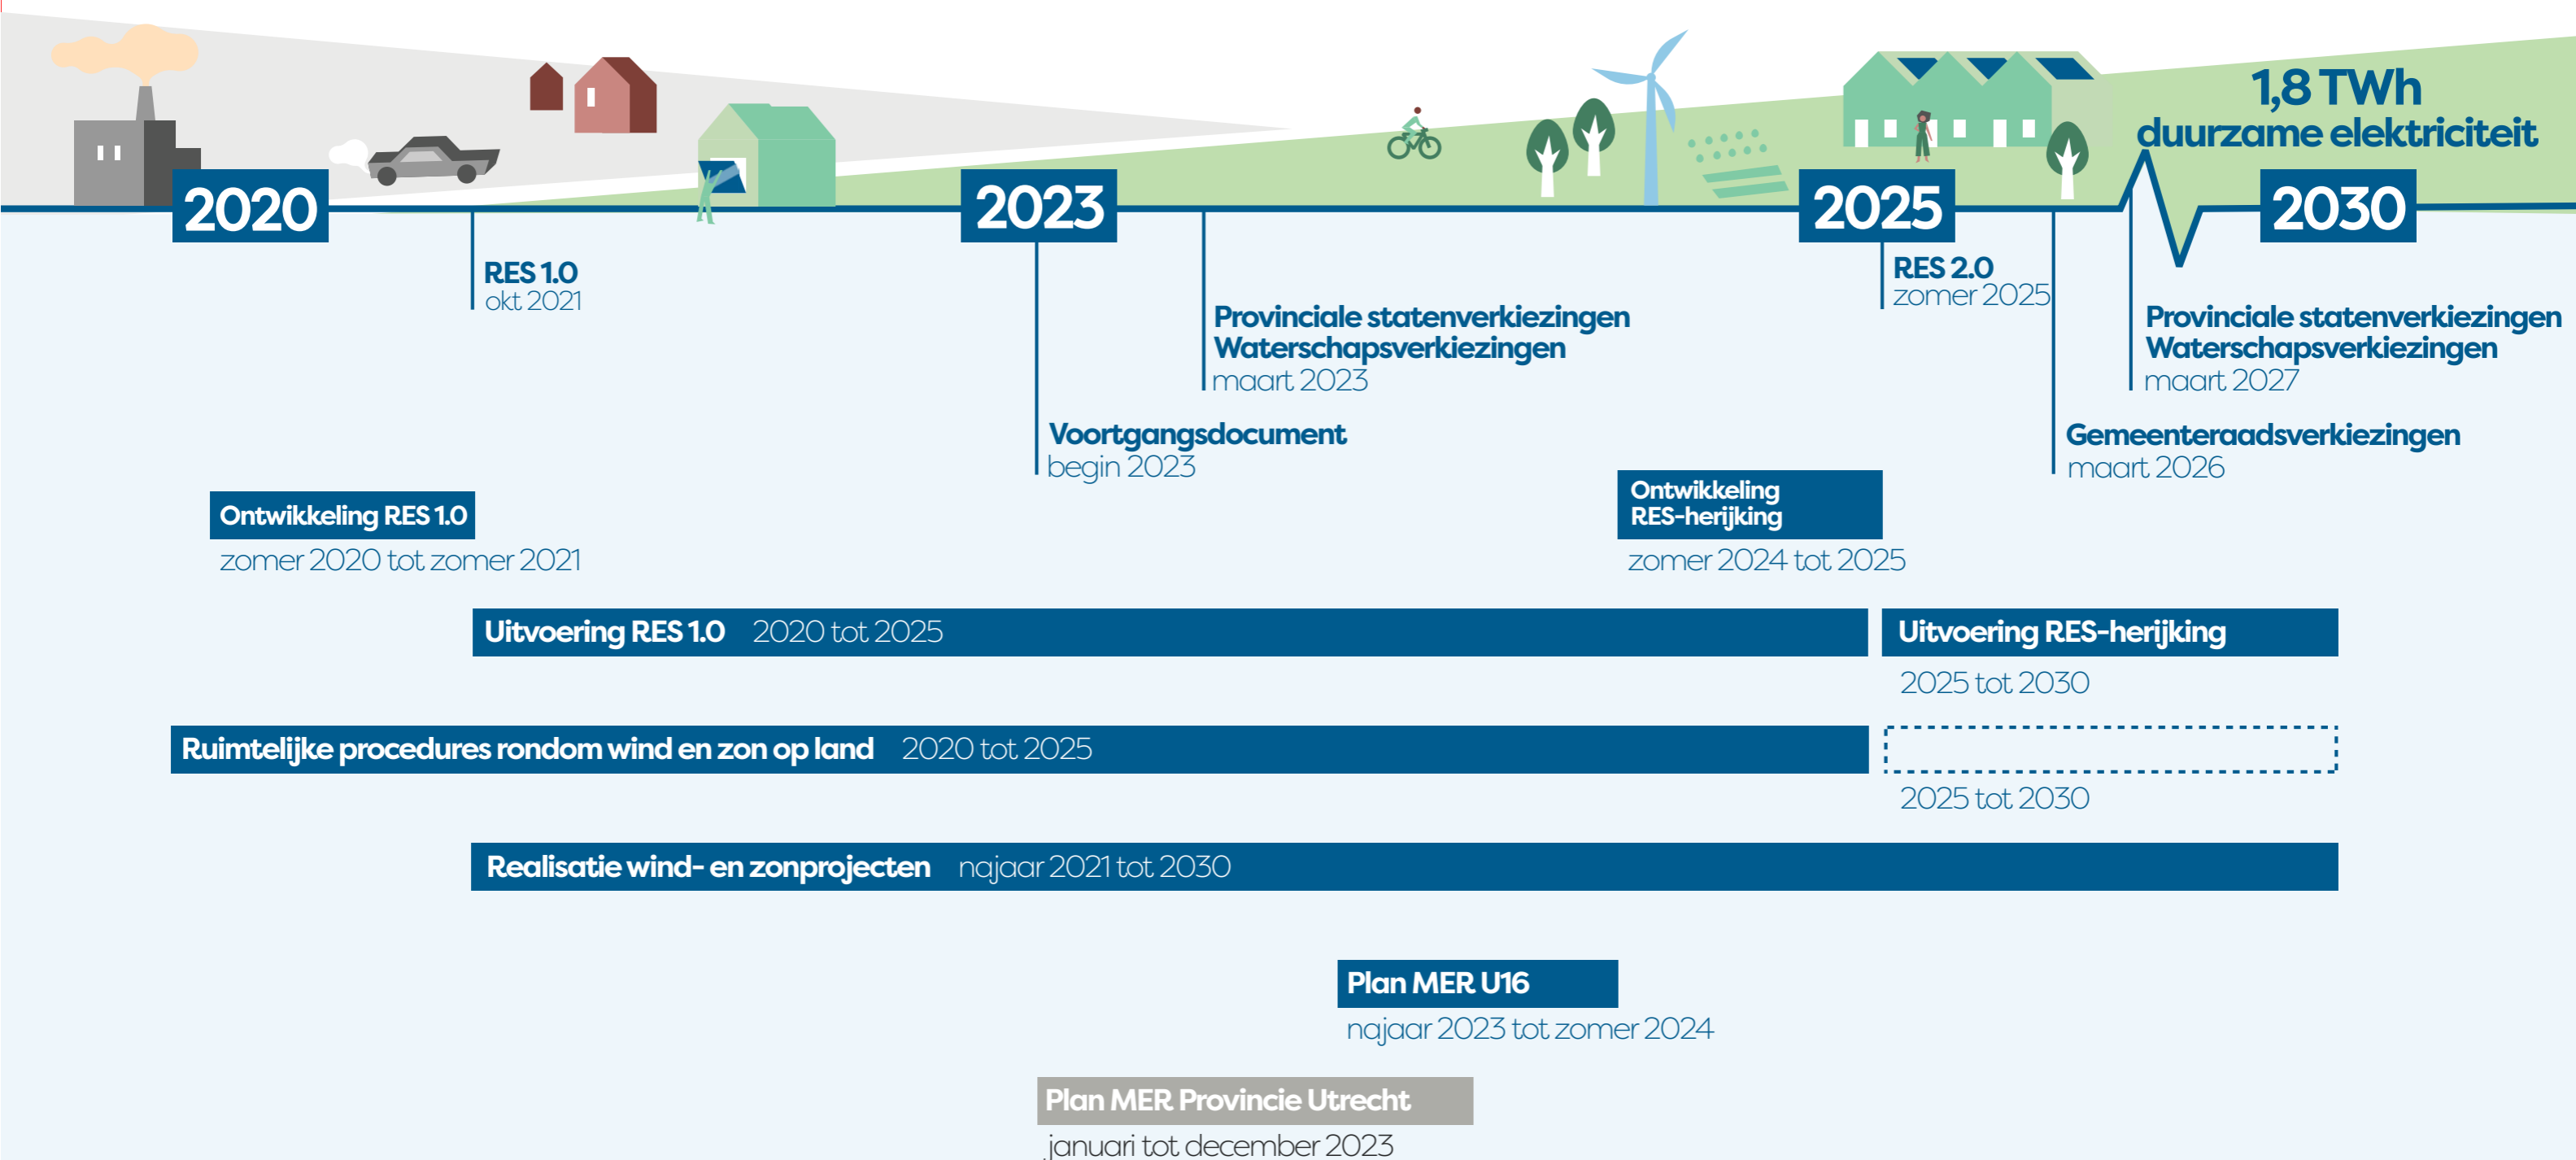 1,8 TWh
duurzame elektriciteit
2020
2023
2025
2030
RES 1.0
okt 2021
RES 2.0
zomer 2025
Provinciale statenverkiezingen
Waterschapsverkiezingen
maart 2023
Provinciale statenverkiezingen
Waterschapsverkiezingen
maart 2027
Voortgangsdocument
begin 2023
Gemeenteraadsverkiezingen
maart 2026
Ontwikkeling RES 1.0
zomer 2020 tot zomer 2021
Ontwikkeling
RES-herijking
zomer 2024 tot 2025
Uitvoering RES 1.0 2020 tot 2025
Uitvoering RES-herijking
2025 tot 2030
Ruimtelijke procedures rondom wind en zon op land 2020 tot 2025
2025 tot 2030
Realisatie wind- en zonprojecten najaar 2021 tot 2030
Plan MER U16
najaar 2023 tot zomer 2024
Plan MER Provincie Utrecht
januari tot december 2023